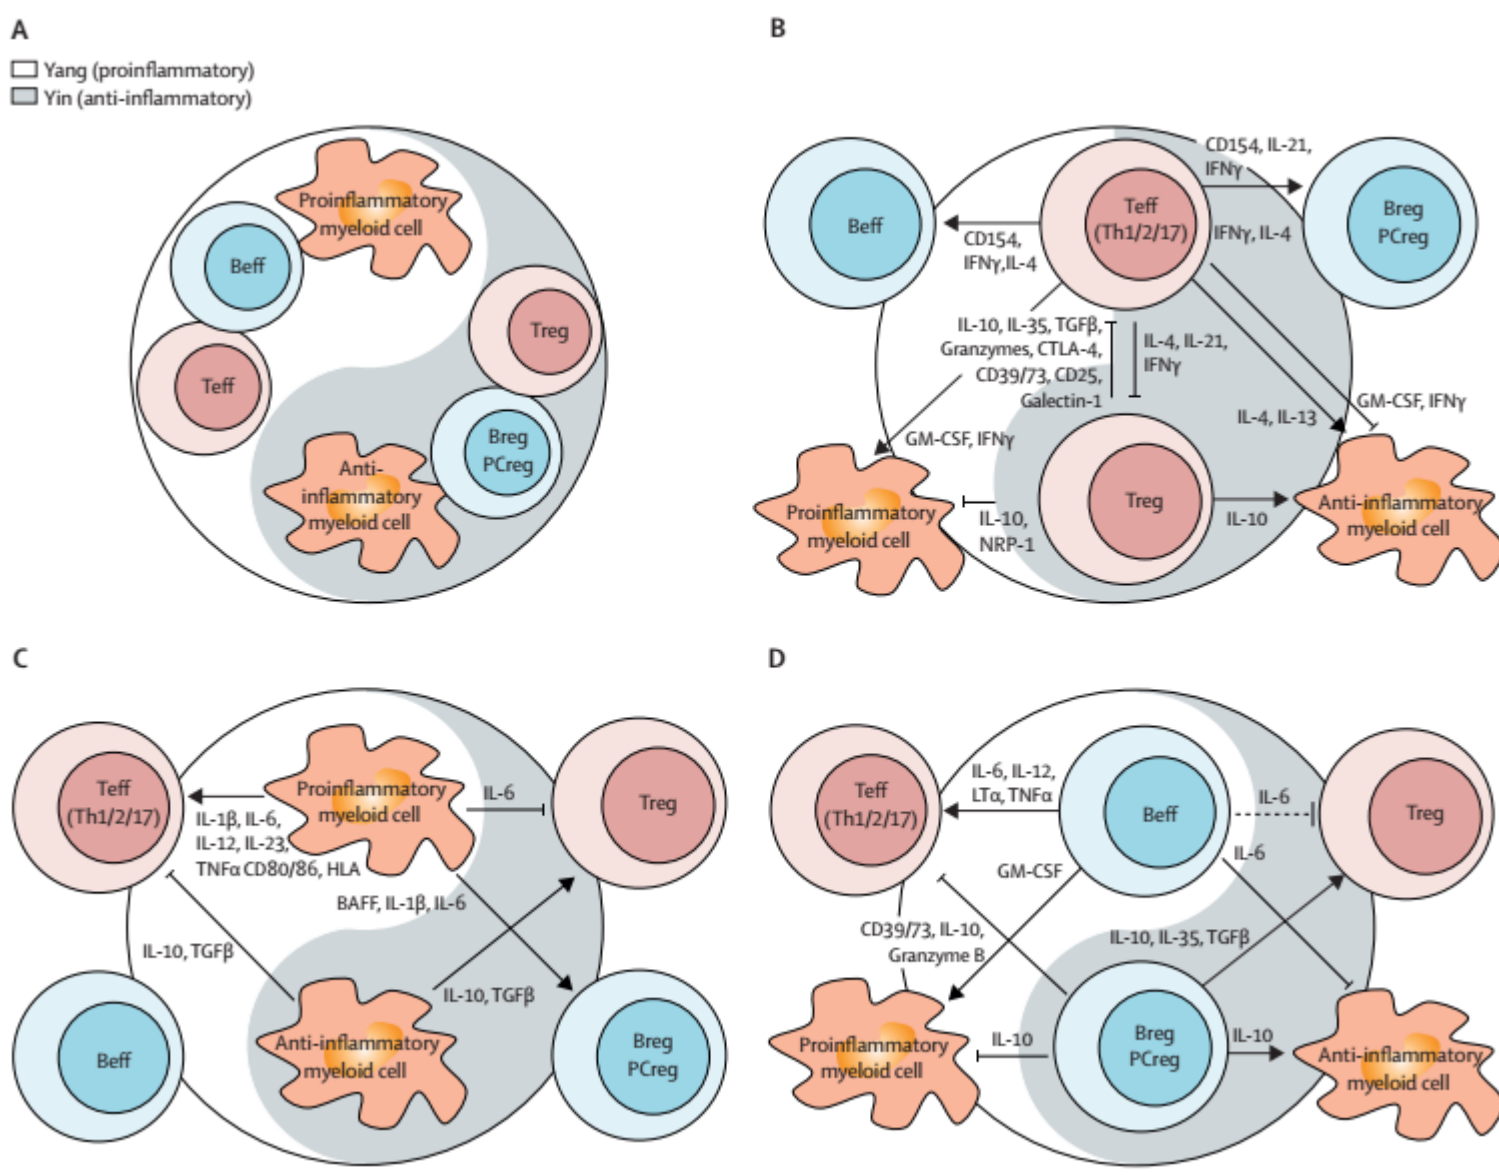 A
Yang (proinflammatory)
Yin (anti-inflammatory)
Proinflammatory
myeloid cell
Beff
Teff
Treg
Breg
PCreg
Anti-
inflammatory
myeloid cell
B
Beff
Teff
(Th1/2/17)
Breg
PCreg
CD154, IL-21,
IFNγ
CD154,
IFNγ,IL-4
IFNγ, IL-4
IL-10, IL-35, TGFβ,
Granzymes, CTLA-4,
CD39/73, CD25,
Galectin-1
IL-4, IL-21,
IFNγ
GM-CSF, IFNγ
IL-4, IL-13
GM-CSF, IFNγ
Proinflammatory
myeloid cell
IL-10,
NRP-1
Treg
IL-10
Anti-inflammatory
myeloid cell
C
Teff
(Th1/2/17)
Proinflammatory
myeloid cell
IL-6
Treg
IL-1β, IL-6,
IL-12, IL-23,
TNFα CD80/86, HLA
BAFF, IL-1β, IL-6
IL-10, TGFβ
IL-10, TGFβ
Beff
Anti-inflammatory
myeloid cell
Breg
PCreg
D
Teff
(Th1/2/17)
IL-6, IL-12,
LTα, TNFα
Beff
IL-6
Treg
IL-6
GM-CSF
CD39/73, IL-10,
Granzyme B
IL-10, IL-35, TGFβ
Proinflammatory
myeloid cell
IL-10
Breg
PCreg
IL-10
Anti-inflammatory
myeloid cell